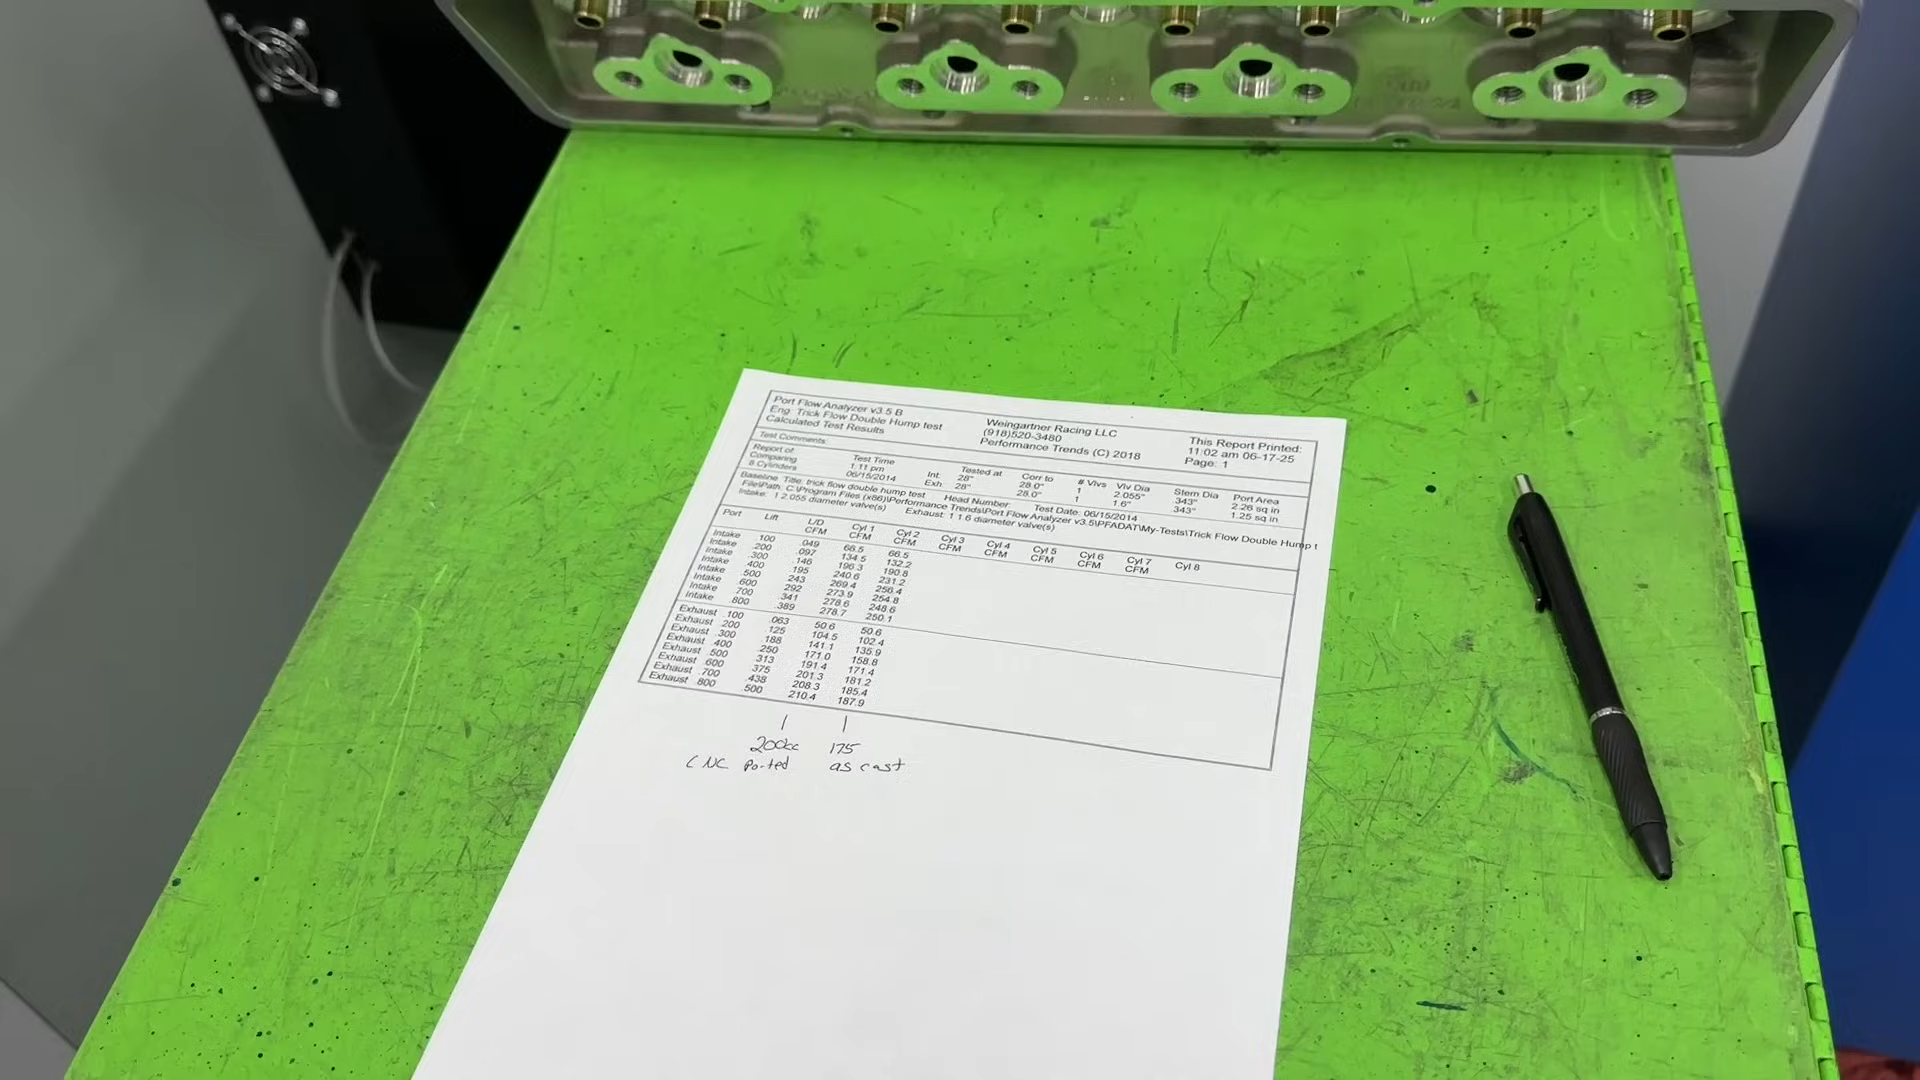 Port Flow Analyzer v3.5 B
Eng: Trick Flow Double Hump test
Calculated Test Results
Weingartner Racing LLC
(918)520-3480
Performance Trends (C) 2018
This Report Printed:
11:02 am 06-17-25
Page: 1
Test Comments:
Report of
Comparing
8 Cylinders
Test Time
1:11 pm
06/15/2014
Tested at Corr to # Vlvs Vlv Dia Stem Dia Port Area
Int: 28" 28.0" 1 2.055" .343" 2.26 sq in
Exh: 28" 28.0" 1 1.6" .343" 1.25 sq in
Baseline Title: trick flow double hump test Head Number: Test Date: 06/15/2014
File/Path: C:\Program Files (x86)\Performance Trends\Port Flow Analyzer v3.5\PFADAT\My-Tests\Trick Flow Double Hump t
Intake: 1 2.055 diameter valve(s) Exhaust: 1 1.6 diameter valve(s)
Port Lift L/D Cyl 1 Cyl 2 Cyl 3 Cyl 4 Cyl 5 Cyl 6 Cyl 7 Cyl 8
CFM CFM CFM CFM CFM CFM CFM CFM
Intake .100 .049 66.5 66.5
Intake .200 .097 134.5 132.2
Intake .300 .146 196.3 190.8
Intake .400 .195 240.6 231.2
Intake .500 .243 269.4 256.4
Intake .600 .292 273.9 254.8
Intake .700 .341 278.6 248.6
Intake .800 .389 278.7 250.1
Exhaust .100 .063 50.6 50.6
Exhaust .200 .125 104.5 102.4
Exhaust .300 .188 141.1 135.9
Exhaust .400 .250 171.0 158.8
Exhaust .500 .313 191.4 171.4
Exhaust .600 .375 201.3 181.2
Exhaust .700 .438 208.3 185.4
Exhaust .800 .500 210.4 187.9
200cc 175
CNC ported as cast